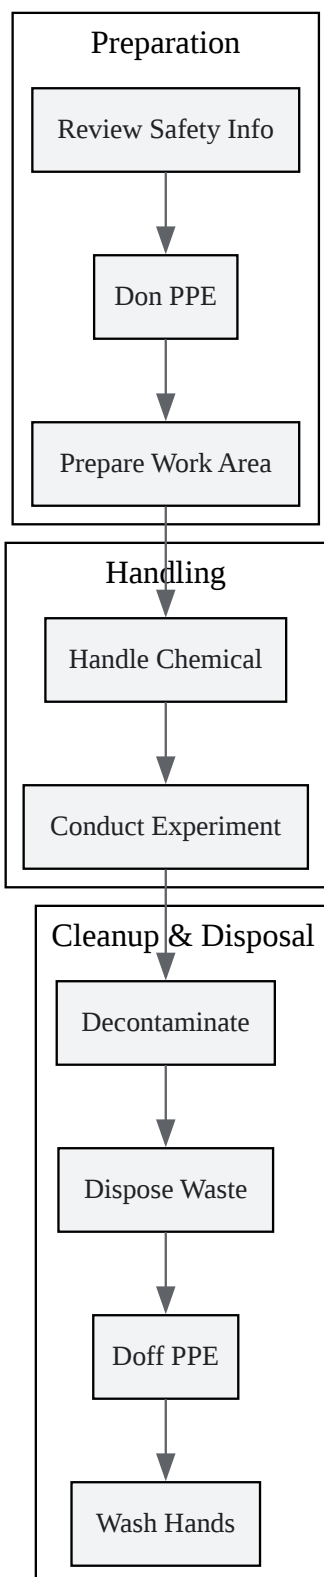 Preparation
Review Safety Info
Don PPE
Prepare Work Area
Handling
Handle Chemical
Conduct Experiment
Cleanup & Disposal
Decontaminate
Dispose Waste
Doff PPE
Wash Hands